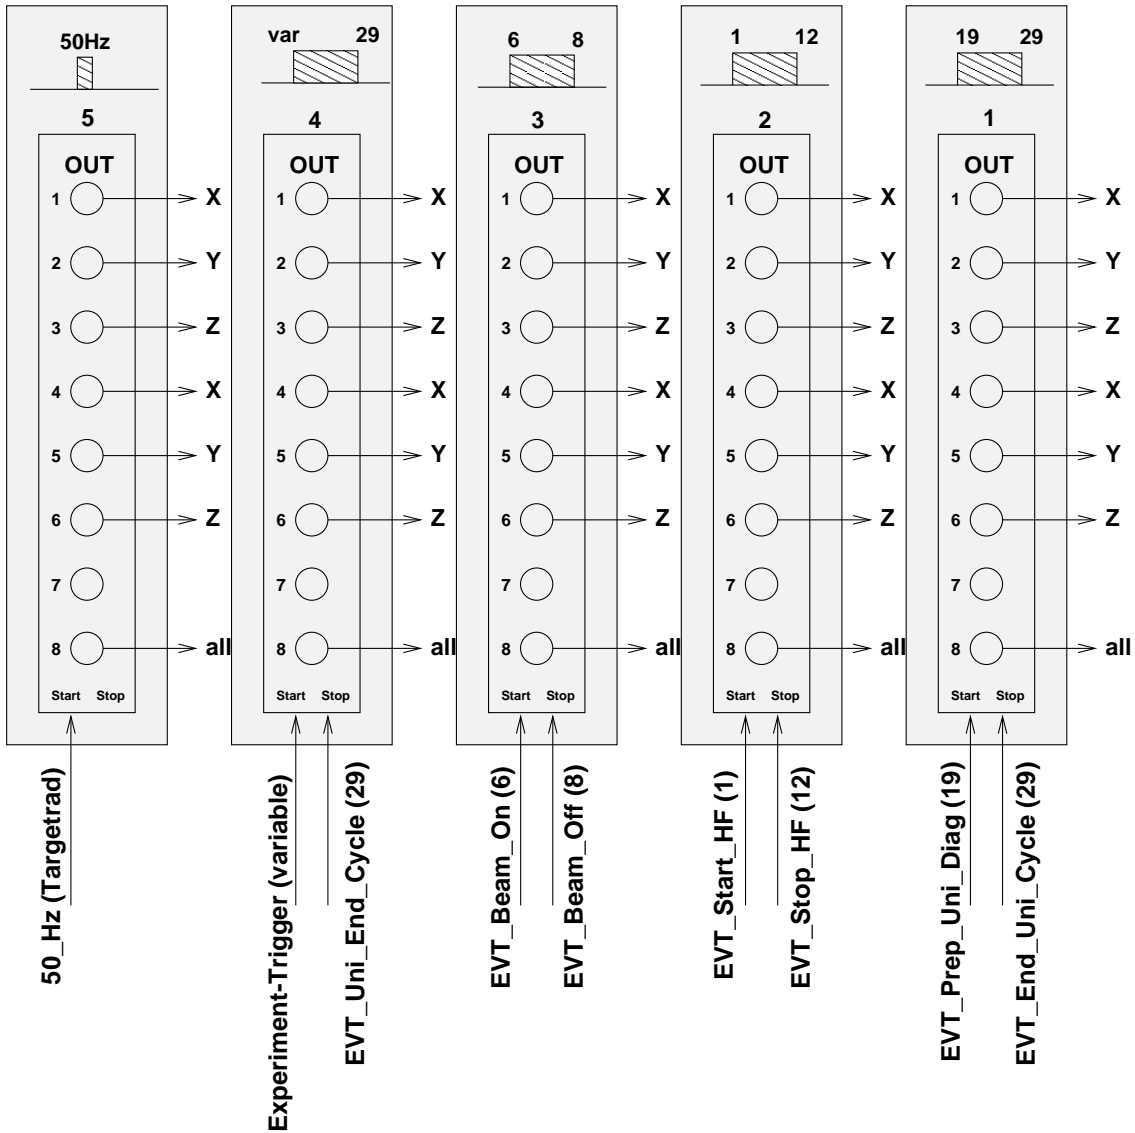 50Hz
5
OUT
1 X
2 Y
3 Z
4 X
5 Y
6 Z
7
8 all
Start Stop
50_Hz (Targetrad)
var 29
4
OUT
1 X
2 Y
3 Z
4 X
5 Y
6 Z
7
8 all
Start Stop
Experiment-Trigger (variable)
EVT_Uni_End_Cycle (29)
6 8
3
OUT
1 X
2 Y
3 Z
4 X
5 Y
6 Z
7
8 all
Start Stop
EVT_Beam_On (6)
EVT_Beam_Off (8)
1 12
2
OUT
1 X
2 Y
3 Z
4 X
5 Y
6 Z
7
8 all
Start Stop
EVT_Start_HF (1)
EVT_Stop_HF (12)
19 29
1
OUT
1 X
2 Y
3 Z
4 X
5 Y
6 Z
7
8 all
Start Stop
EVT_Prep_Uni_Diag (19)
EVT_End_Uni_Cycle (29)